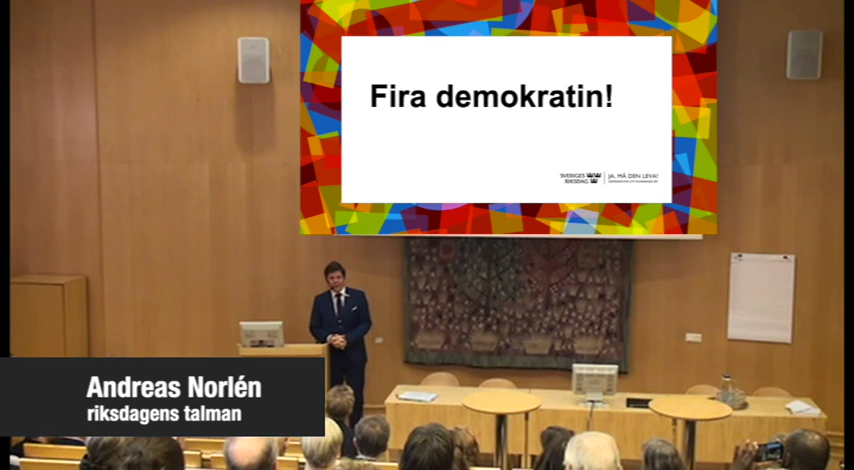 Fira demokratin!
SVERIGES
RIKSDAG
JA, MÅ DEN LEVA!
Andreas Norlén
riksdagens talman